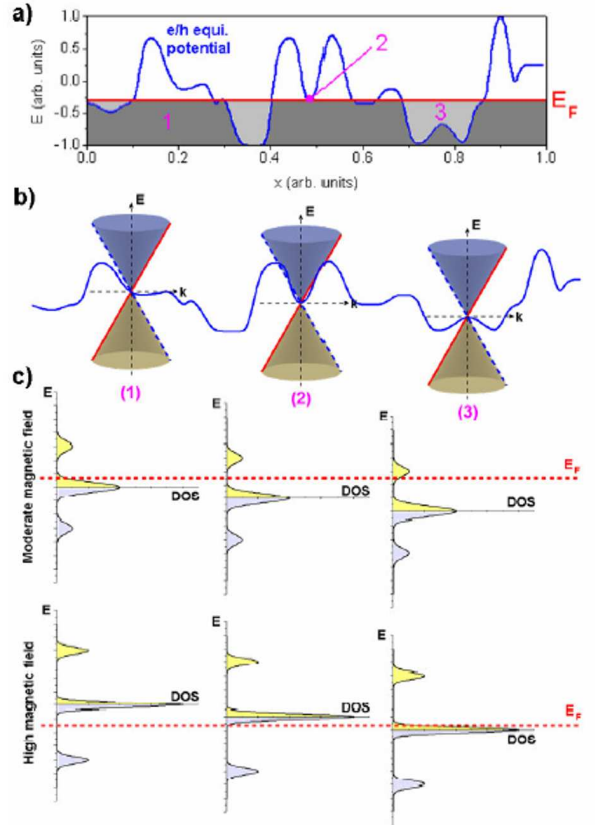 a)
e/h equi.
potential
2
E (arb. units)
1.0
0.5
0.0
-0.5
-1.0
1
3
E_F
0.0 0.2 0.4 0.6 0.8 1.0
x (arb. units)
b)
E E E
k k k
(1) (2) (3)
c)
Moderate magnetic field
E E E
E_F
DOS DOS DOS
High magnetic field
E E E
DOS DOS DOS
E_F